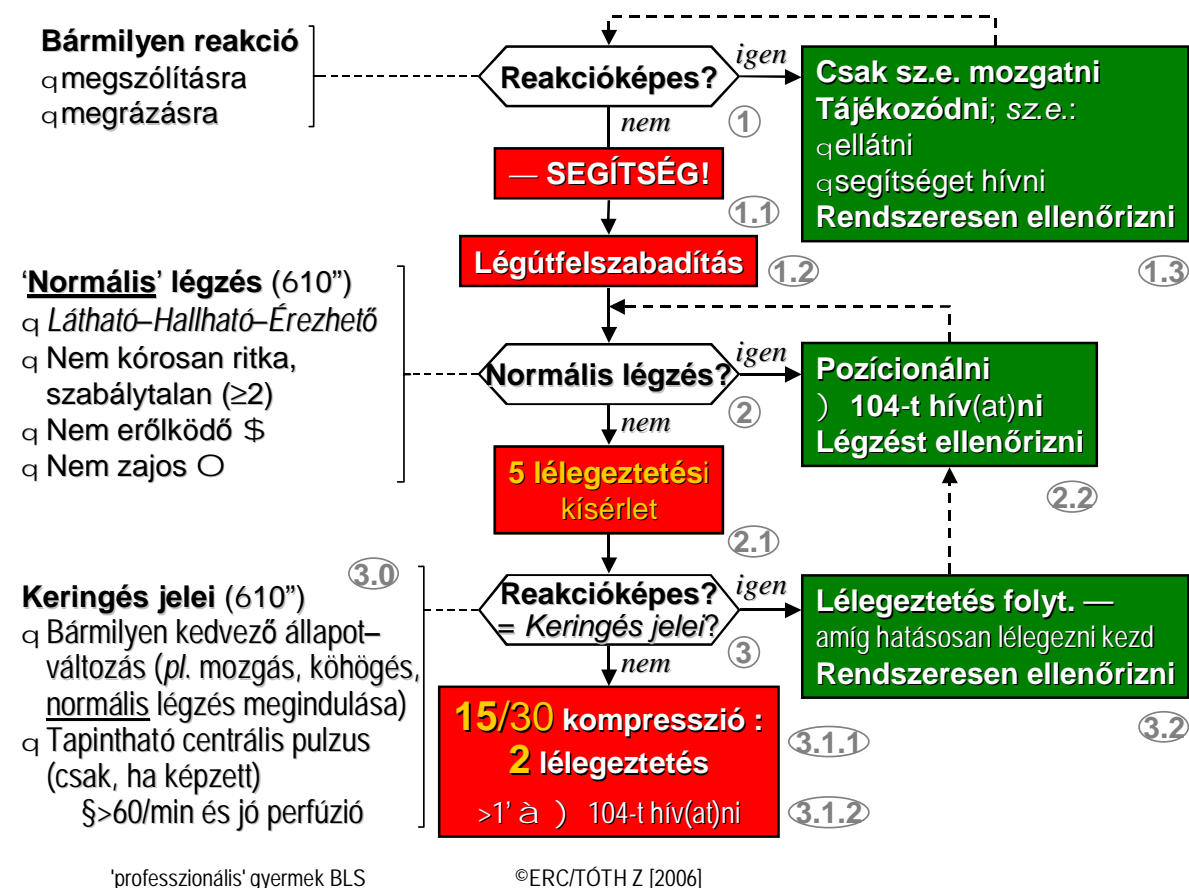 Bármilyen reakció
q megszólításra
q megrázásra
Reakcióképes?
igen
nem
1
Csak sz.e. mozgatni
Tájékozódni; sz.e.:
q ellátni
q segítséget hívni
Rendszeresen ellenőrizni
1.3
— SEGÍTSÉG!
1.1
Légútfelszabadítás
1.2
'Normális' légzés (610”)
q Látható–Hallható–Érezhető
q Nem kórosan ritka,
szabálytalan (≥2)
q Nem erőlködő $
q Nem zajos O
Normális légzés?
igen
nem
2
Pozícionálni
) 104-t hív(at)ni
Légzést ellenőrizni
2.2
5 lélegeztetési
kísérlet
2.1
3.0
Keringés jelei (610”)
q Bármilyen kedvező állapot–
változás (pl. mozgás, köhögés,
normális légzés megindulása)
q Tapintható centrális pulzus
(csak, ha képzett)
§>60/min és jó perfúzió
Reakcióképes?
= Keringés jelei?
igen
nem
3
Lélegeztetés folyt. —
amíg hatásosan lélegezni kezd
Rendszeresen ellenőrizni
3.2
15/30 kompresszió :
2 lélegeztetés
>1’ à ) 104-t hív(at)ni
3.1.1
3.1.2
'professzionális' gyermek BLS
©ERC/TÓTH Z [2006]